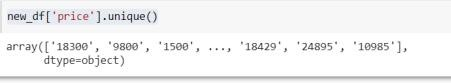 new_df['price'].unique()
array(['18300', '9800', '1500', ..., '18429', '24895', '10985'],
dtype=object)